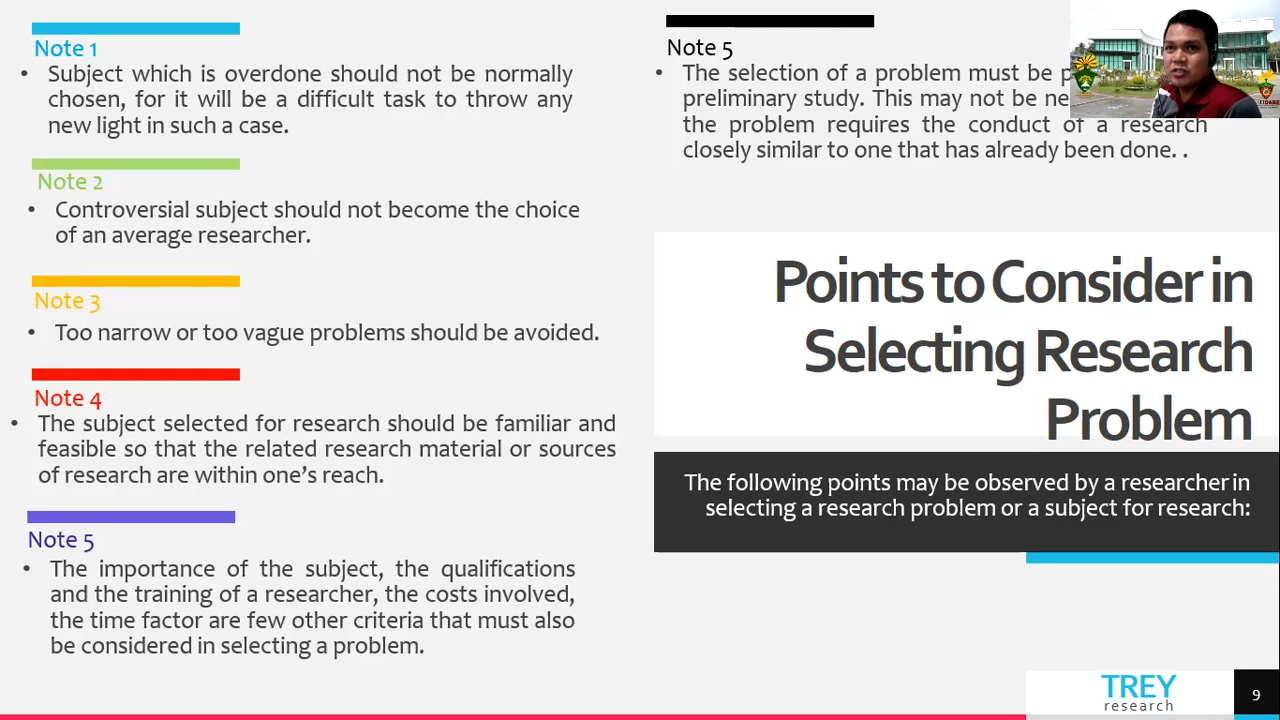 Note 1
• Subject which is overdone should not be normally
chosen, for it will be a difficult task to throw any
new light in such a case.
Note 2
• Controversial subject should not become the choice
of an average researcher.
Note 3
• Too narrow or too vague problems should be avoided.
Note 4
• The subject selected for research should be familiar and
feasible so that the related research material or sources
of research are within one's reach.
Note 5
• The importance of the subject, the qualifications
and the training of a researcher, the costs involved,
the time factor are few other criteria that must also
be considered in selecting a problem.
Note 5
• The selection of a problem must be
preliminary study. This may not be
the problem requires the conduct of a research
closely similar to one that has already been done. .
Points to Consider in
Selecting Research
Problem
The following points may be observed by a researcher in
selecting a research problem or a subject for research:
TREY
research
9